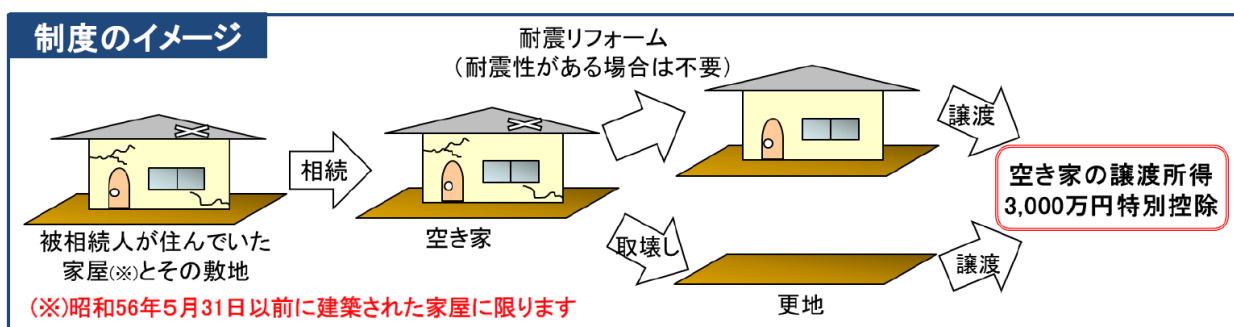 制度のイメージ
耐震リフォーム
（耐震性がある場合は不要）
相続
譲渡
空き家の譲渡所得
3,000万円特別控除
被相続人が住んでいた
家屋(※)とその敷地
空き家
取壊し
譲渡
更地
(※)昭和56年５月31日以前に建築された家屋に限ります